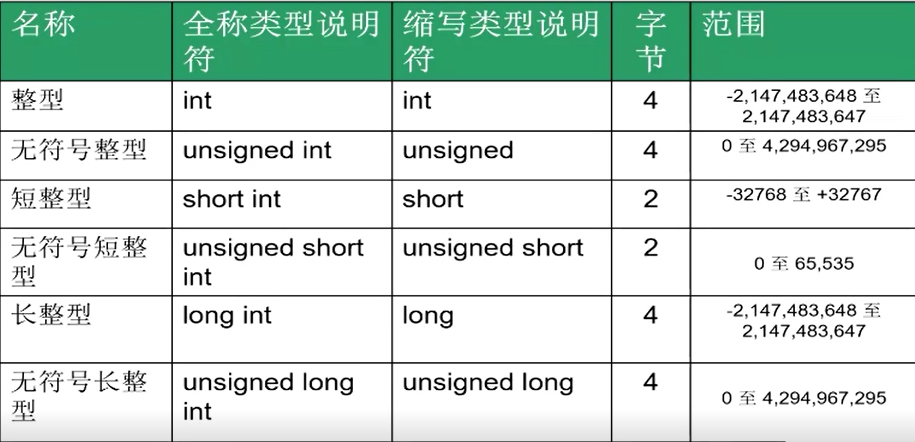 名称 全称类型说明符 缩写类型说明符 字节 范围
整型 int int 4 -2,147,483,648 至 2,147,483,647
无符号整型 unsigned int unsigned 4 0 至 4,294,967,295
短整型 short int short 2 -32768 至 +32767
无符号短整型 unsigned short int unsigned short 2 0 至 65,535
长整型 long int long 4 -2,147,483,648 至 2,147,483,647
无符号长整型 unsigned long int unsigned long 4 0 至 4,294,967,295